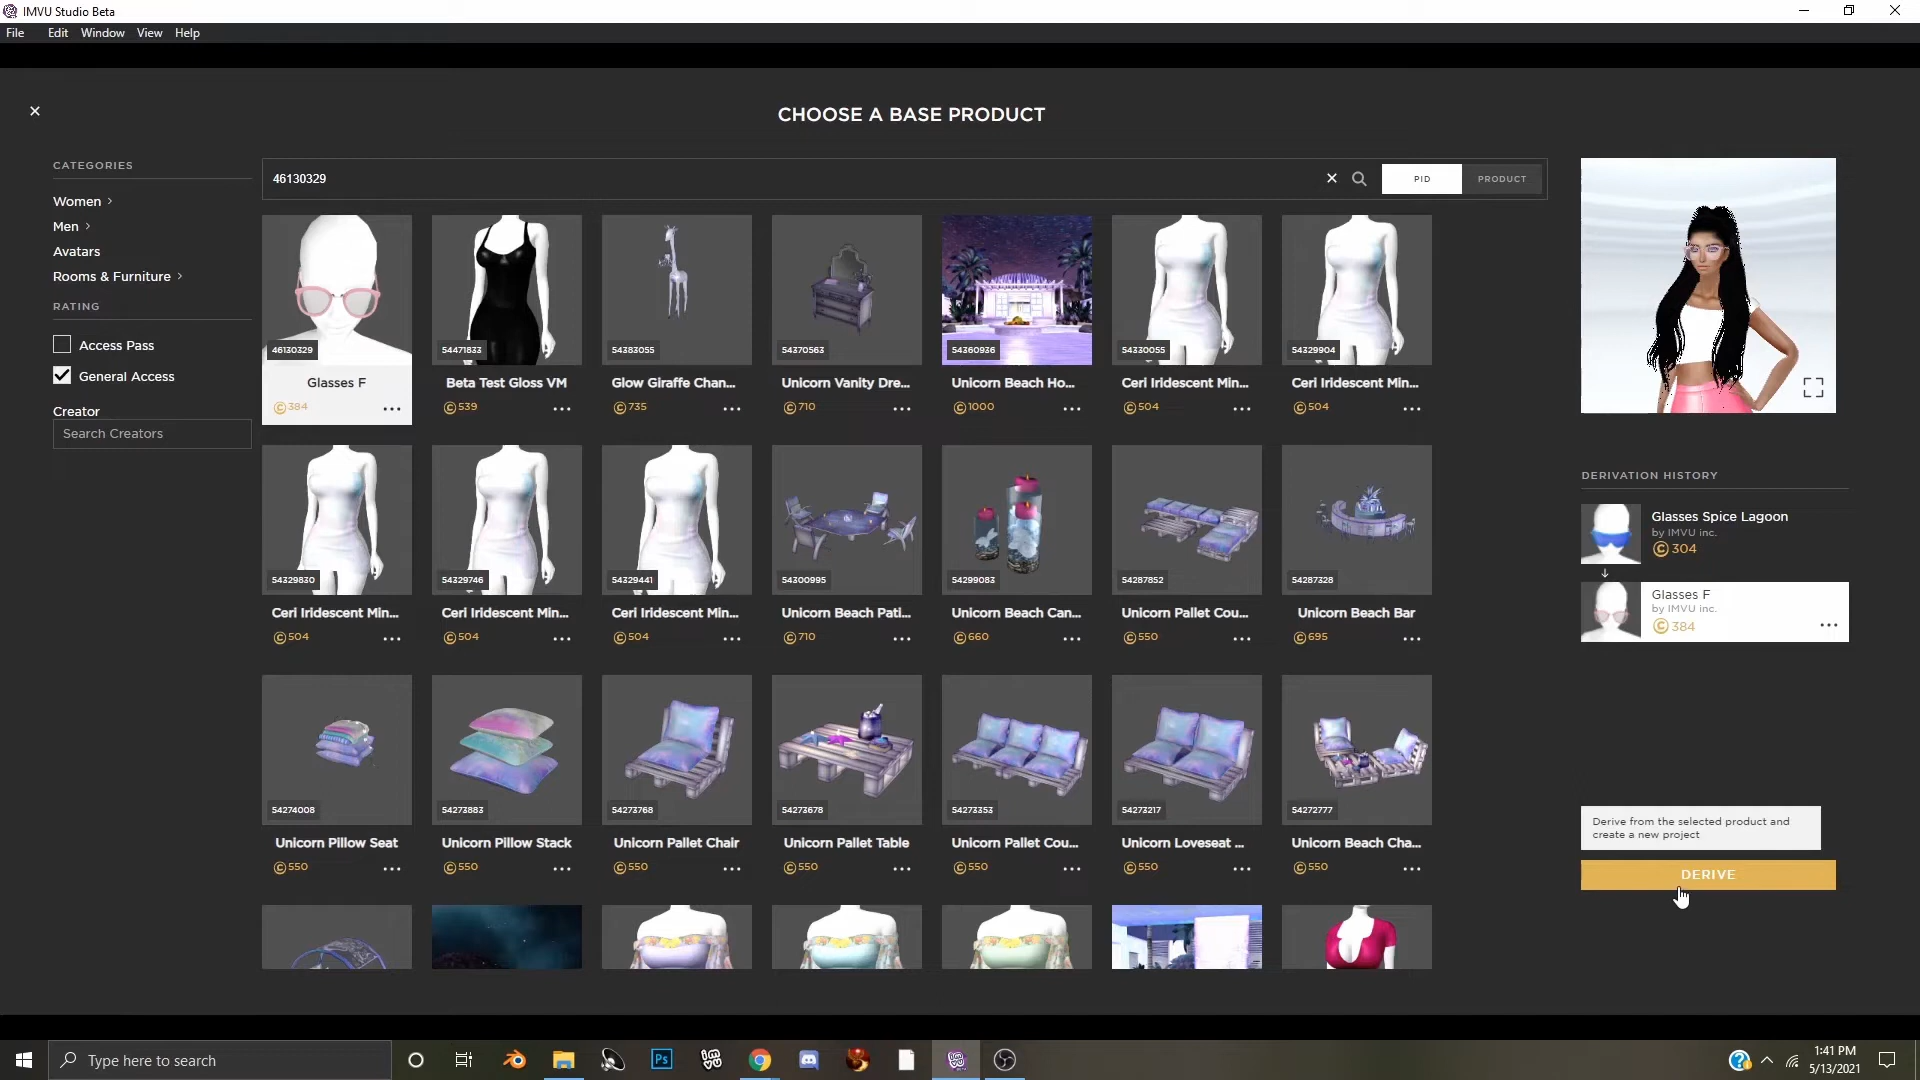 IMVU Studio Beta
File Edit Window View Help
CHOOSE A BASE PRODUCT
CATEGORIES
Women
Men
Avatars
Rooms & Furniture
RATING
Access Pass
General Access
Creator
Search Creators
46130329
PID PRODUCT
46130329 54471833 54383055 54370563 54360936 54330055 54329904
Glasses F Beta Test Gloss VM Glow Giraffe Chan... Unicorn Vanity Dre... Unicorn Beach Ho... Ceri Iridescent Min... Ceri Iridescent Min...
384 539 735 710 1000 504 504
54329830 54329746 54329441 54300995 54299083 54287852 54287328
Ceri Iridescent Min... Ceri Iridescent Min... Ceri Iridescent Min... Unicorn Beach Pati... Unicorn Beach Can... Unicorn Pallet Cou... Unicorn Beach Bar
504 504 504 710 660 550 695
54274008 54273883 54273768 54273678 54273353 54273217 54272777
Unicorn Pillow Seat Unicorn Pillow Stack Unicorn Pallet Chair Unicorn Pallet Table Unicorn Pallet Cou... Unicorn Loveseat ... Unicorn Beach Cha...
550 550 550 550 550 550 550
DERIVATION HISTORY
Glasses Spice Lagoon
by IMVU inc.
304
Glasses F
by IMVU inc.
384
Derive from the selected product and
create a new project
DERIVE
Type here to search
Ps
1:41 PM
5/13/2021